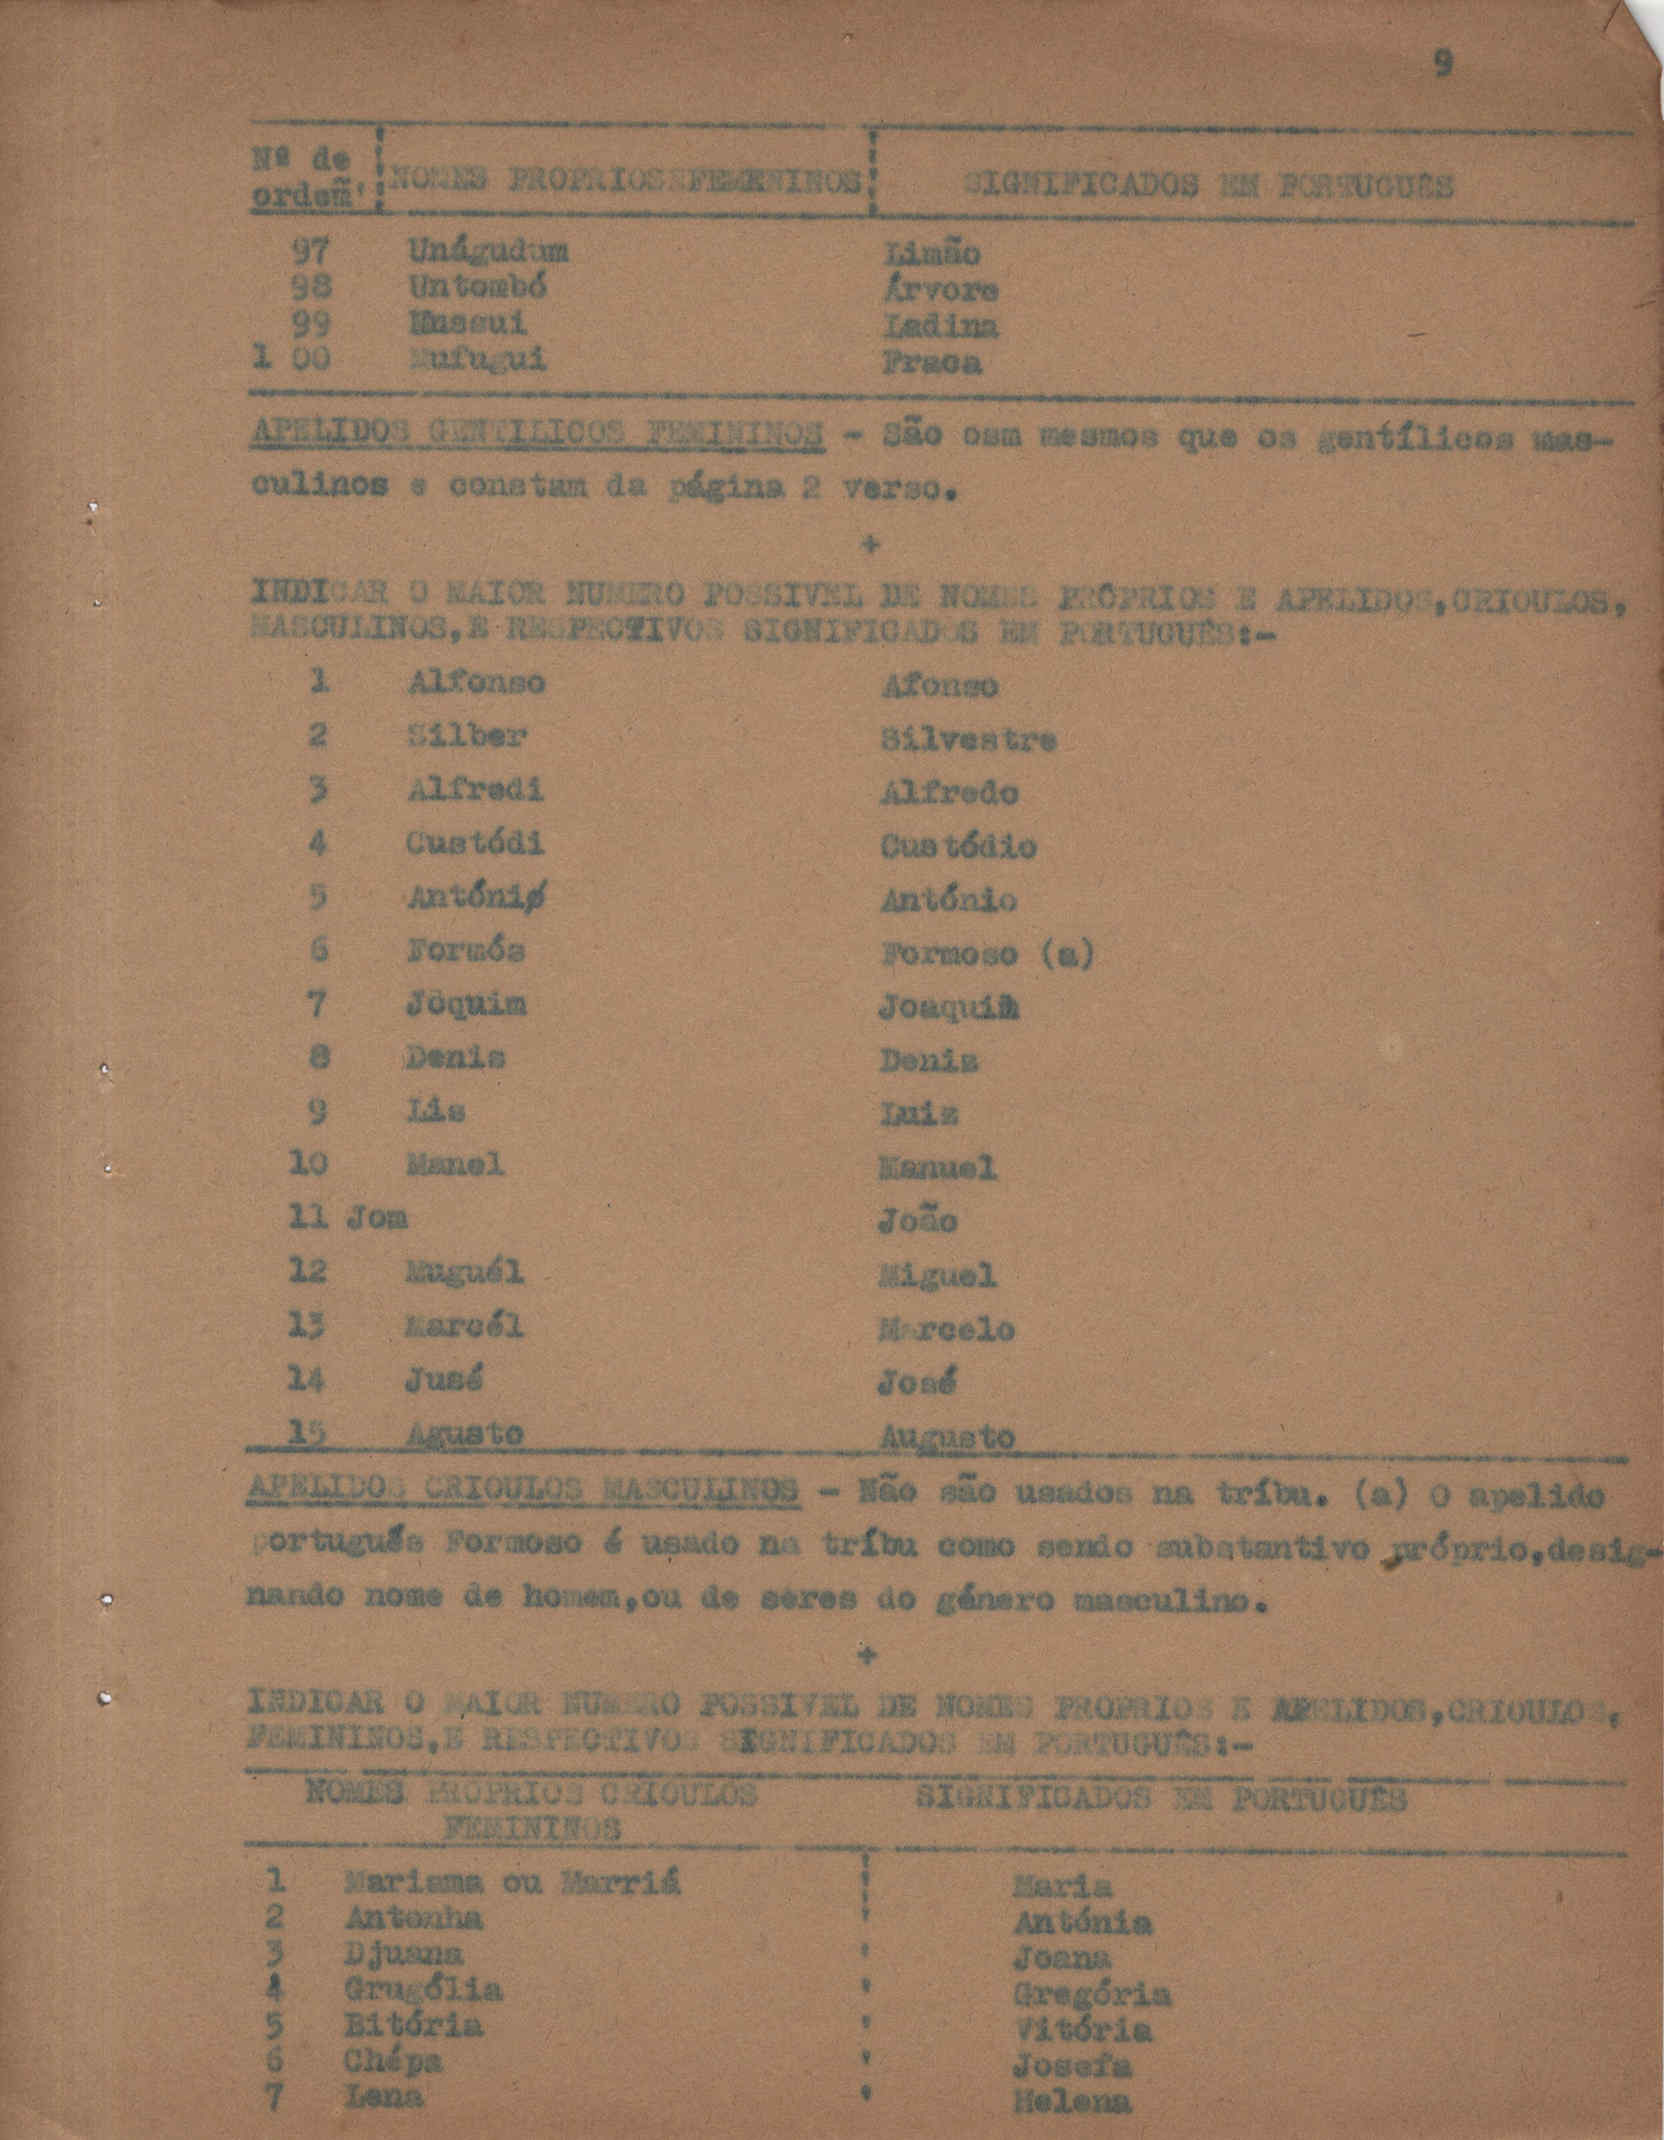 9
Nº de
ordem̃'
NOMES PROPRIOS FEMENINOS
SIGNIFICADOS EM PORTUGUÊS
97 Unágudum Limão
98 Untombó Árvore
99 Mussui Ladina
1 00 Mufugui Fraca
APELIDOS GENTILICOS FEMININOS - São osm mesmos que os gentílicos mas-
culinos e constam da página 2 verso.
+
INDICAR O MAIOR NUMERO POSSIVEL DE NOMES PRÓPRIOS E APELIDOS,CRIOULOS,
MASCULINOS,E RESPECTIVOS SIGNIFICADOS EM PORTUGUÊS:-
1 Alfonso Afonso
2 Silber Silvestre
3 Alfredi Alfredo
4 Custódi Custódio
5 Antóniø António
6 Formós Formoso (a)
7 Jõquim Joaquim
8 Denis Deniz
9 Lis Luiz
10 Manel Manuel
11 Jom João
12 Muguél Miguel
13 Marcél Marcelo
14 Jusé José
15 Agusto Augusto
APELIDOS CRIOULOS MASCULINOS - Não são usados na tríbu. (a) O apelido
português Formoso é usado na tríbu como sendo substantivo próprio,desig-
nando nome de homem,ou de seres do género masculino.
+
INDICAR O MAIOR NUMERO POSSIVEL DE NOMES PROPRIOS E APELIDOS,CRIOULOS,
FEMININOS,E RESPECTIVOS SIGNIFICADOS EM PORTUGUÊS:-
NOMES PROPRIOS CRIOULOS SIGNIFICADOS EM PORTUGUÊS
FEMININOS
1 Mariama ou Marriá Maria
2 Antonha Antónia
3 Djuana Joana
4 Grugólia Gregória
5 Bitória Vitória
6 Chépa Josefa
7 Lena Helena